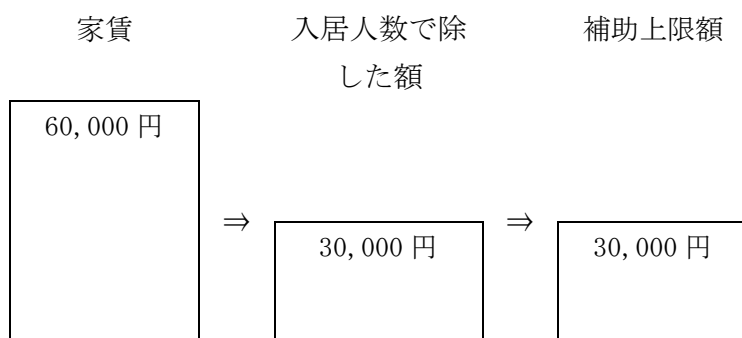 家賃
入居人数で除
した額
補助上限額
60,000 円
⇒
30,000 円
⇒
30,000 円